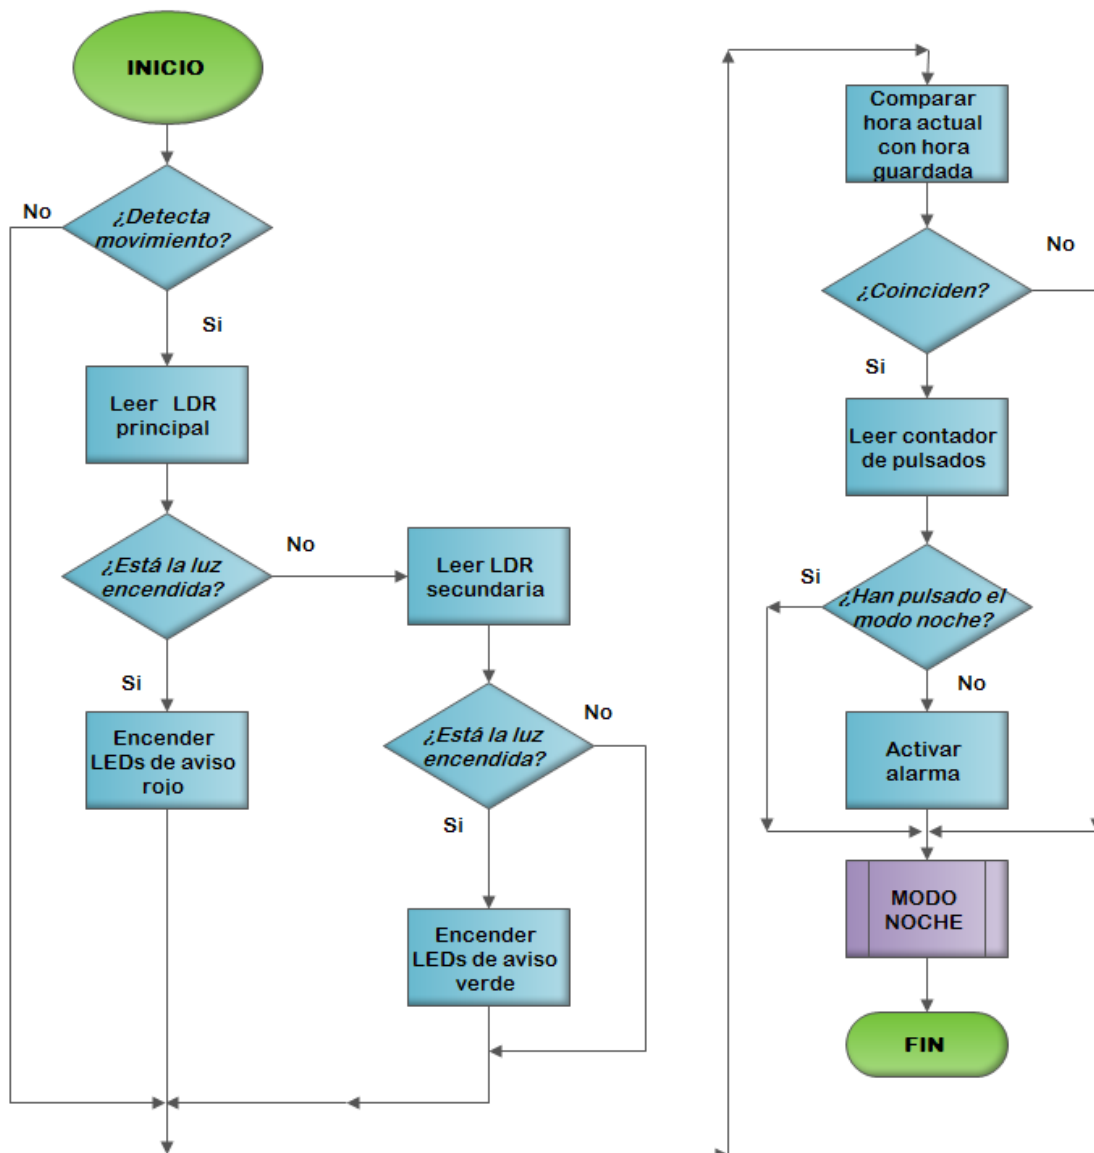 INICIO
¿Detecta
movimiento?
No
Si
Leer LDR
principal
¿Está la luz
encendida?
No
Si
Encender
LEDs de aviso
rojo
Leer LDR
secundaria
¿Está la luz
encendida?
No
Si
Encender
LEDs de aviso
verde
Comparar
hora actual
con hora
guardada
¿Coinciden?
No
Si
Leer contador
de pulsados
¿Han pulsado el
modo noche?
Si
No
Activar
alarma
MODO
NOCHE
FIN